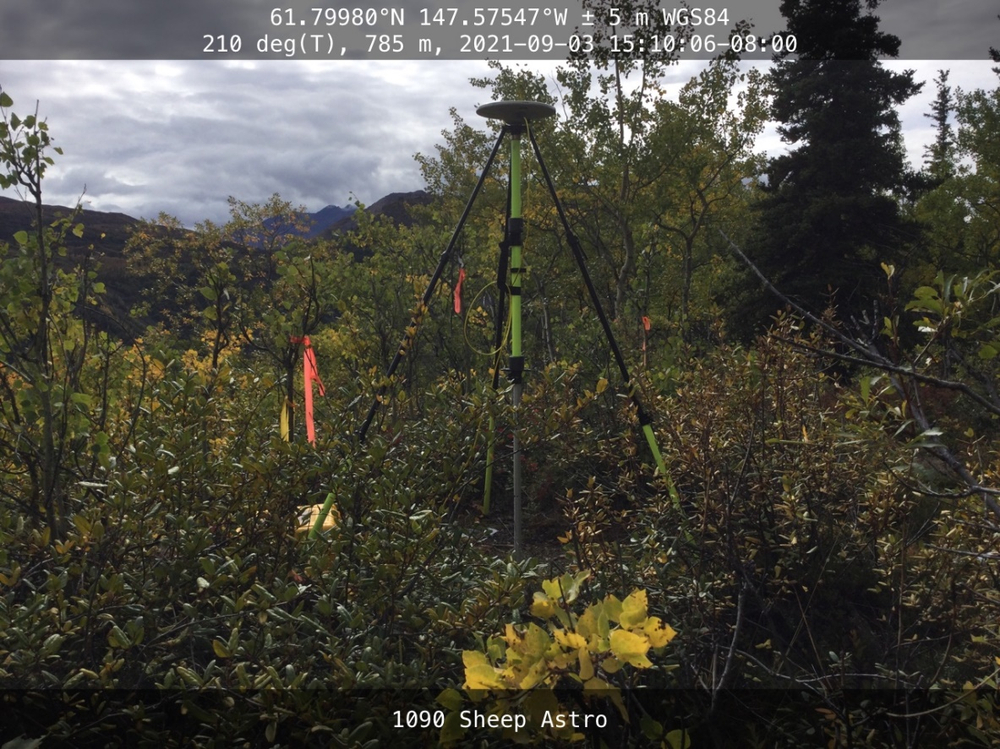 61.79980°N 147.57547°W ± 5 m WGS84
210 deg(T), 785 m, 2021-09-03 15:10:06-08:00
1090 Sheep Astro